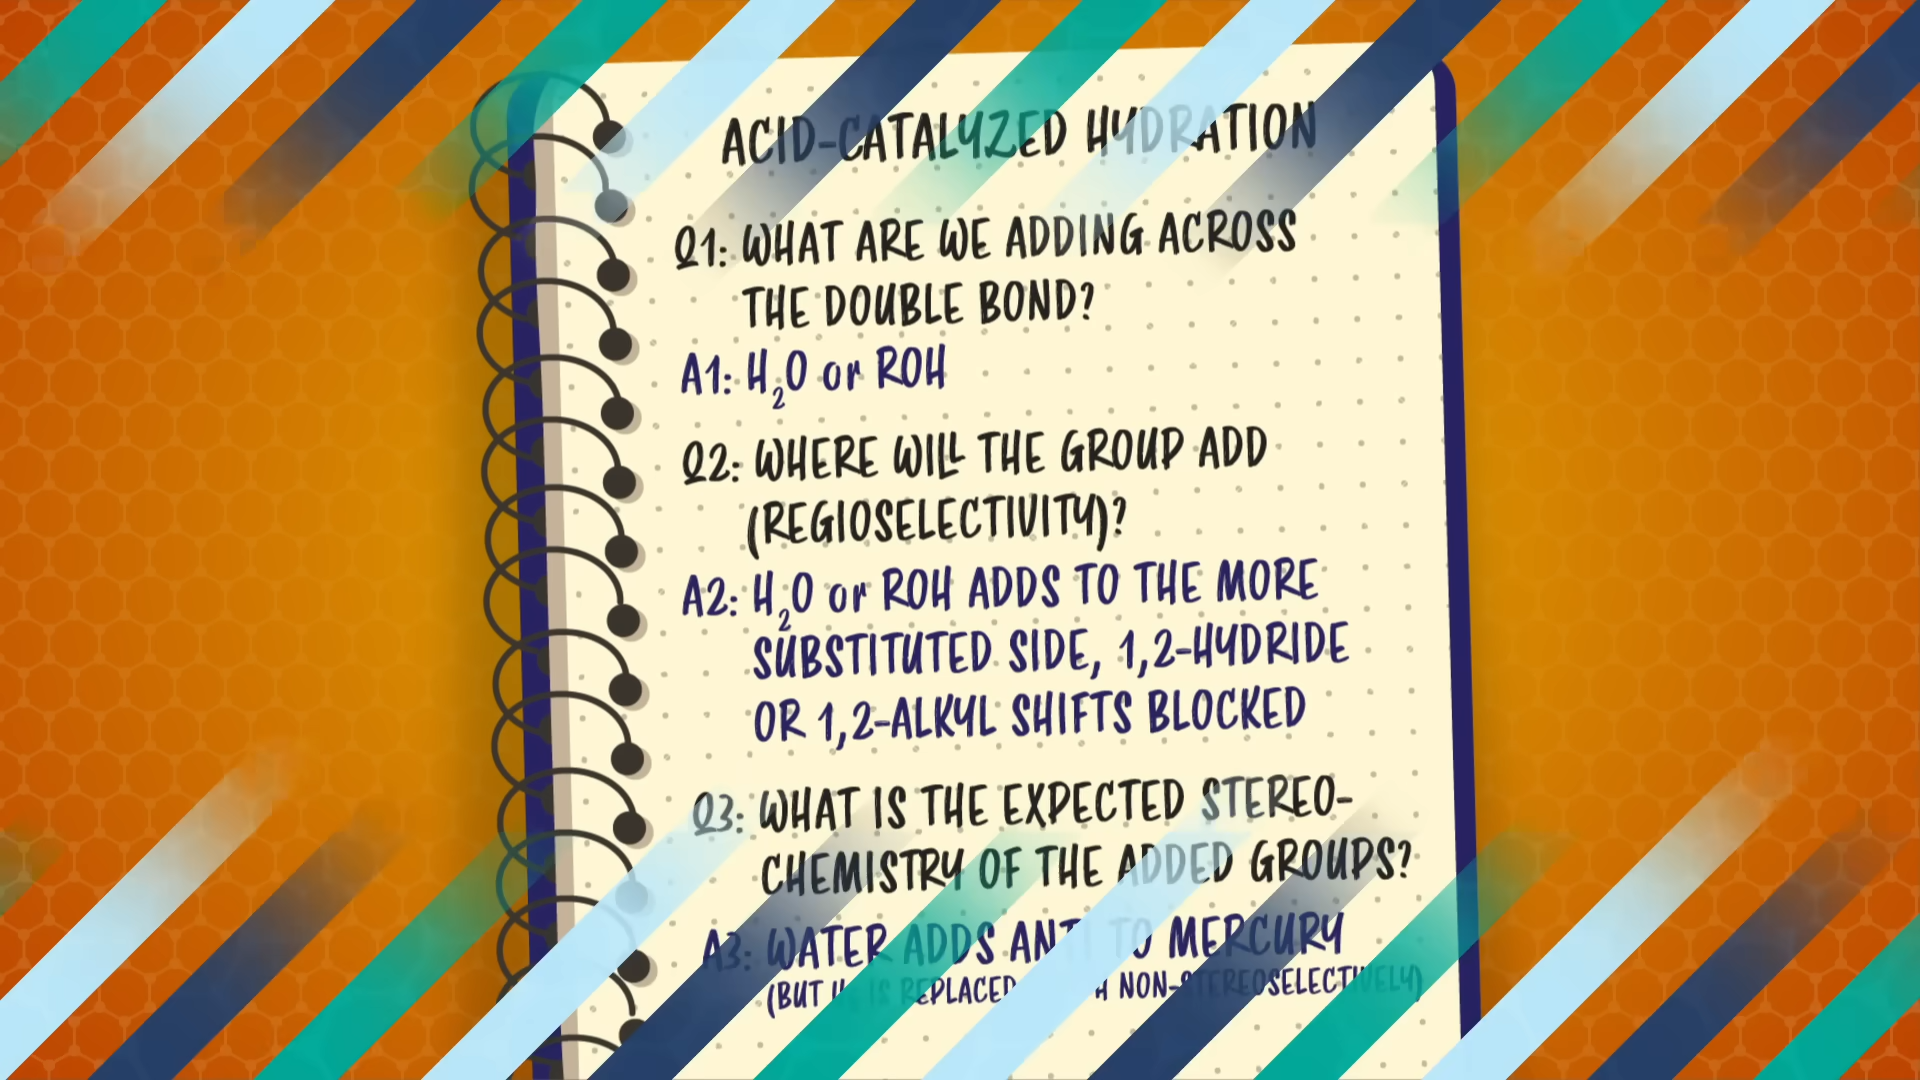 ACID-CATALYZED HYDRATION
Q1: WHAT ARE WE ADDING ACROSS
THE DOUBLE BOND?
A1: H₂O or ROH
Q2: WHERE WILL THE GROUP ADD
(REGIOSELECTIVITY)?
A2: H₂O or ROH ADDS TO THE MORE
SUBSTITUTED SIDE, 1,2-HYDRIDE
OR 1,2-ALKYL SHIFTS BLOCKED
Q3: WHAT IS THE EXPECTED STEREO-
CHEMISTRY OF THE ADDED GROUPS?
A3: WATER ADDS ANTI TO MERCURY
(BUT IS REPLACED H NON-STEREOSELECTIVELY)